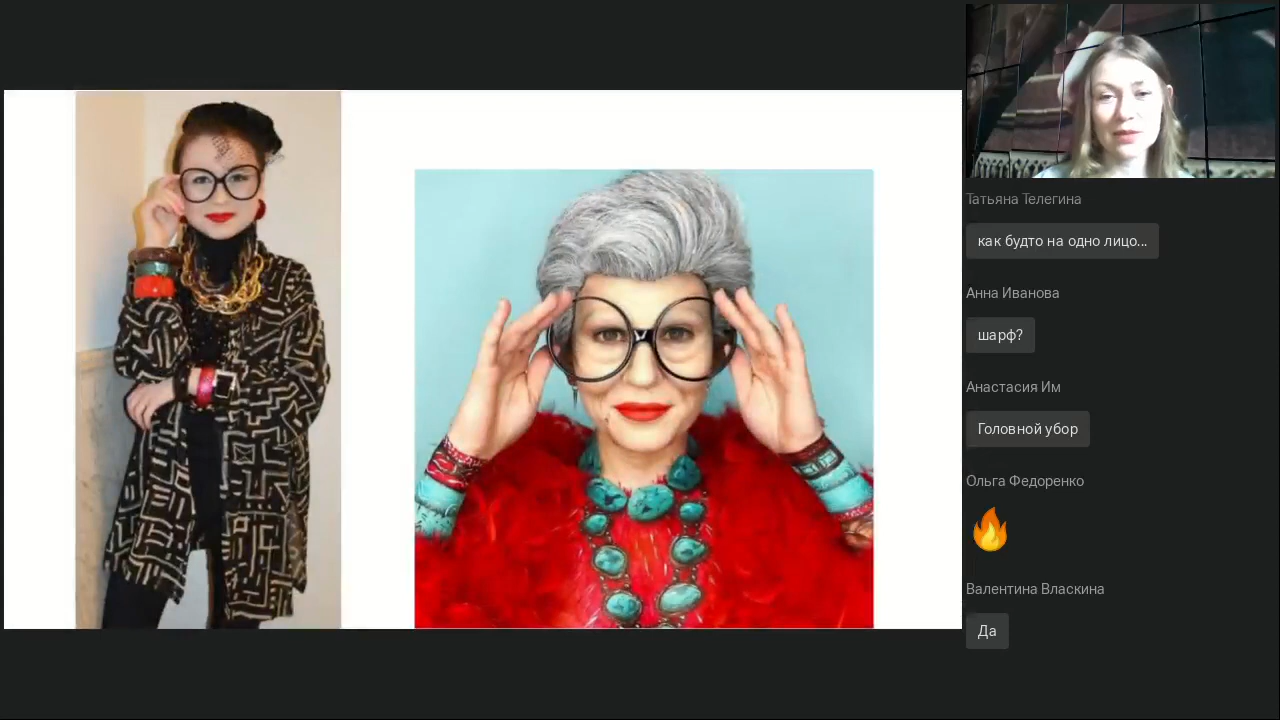 Татьяна Телегина
как будто на одно лицо...
Анна Иванова
шарф?
Анастасия Им
Головной убор
Ольга Федоренко
Валентина Власкина
Да